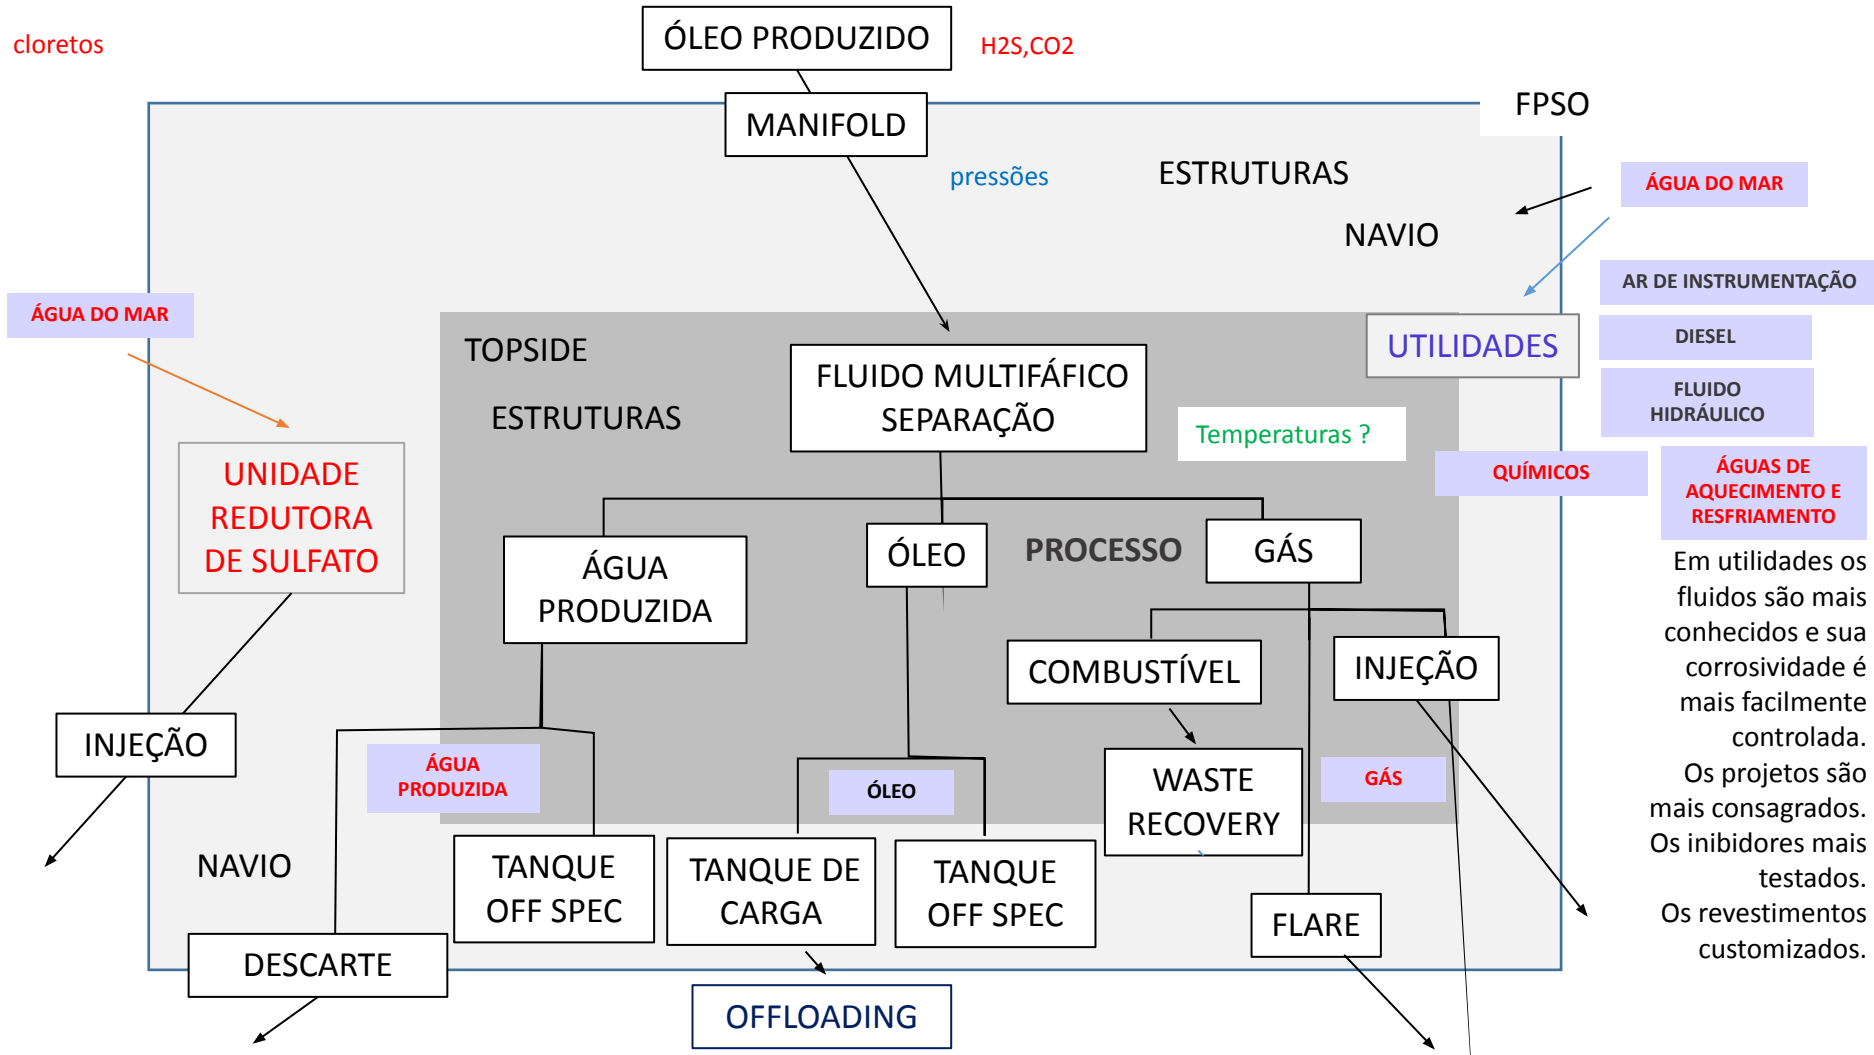 ÓLEO PRODUZIDO
cloretos
H2S,CO2
FPSO
MANIFOLD
pressões
ESTRUTURAS
ÁGUA DO MAR
NAVIO
AR DE INSTRUMENTAÇÃO
ÁGUA DO MAR
DIESEL
UTILIDADES
TOPSIDE
FLUIDO MULTIFÁFICO
SEPARAÇÃO
FLUIDO
HIDRÁULICO
ESTRUTURAS
Temperaturas ?
UNIDADE
REDUTORA
DE SULFATO
QUÍMICOS
ÁGUAS DE
AQUECIMENTO E
RESFRIAMENTO
ÁGUA
PRODUZIDA
ÓLEO
PROCESSO
GÁS
Em utilidades os
fluidos são mais
conhecidos e sua
corrosividade é
mais facilmente
controlada.
Os projetos são
mais consagrados.
Os inibidores mais
testados.
Os revestimentos
customizados.
COMBUSTÍVEL
INJEÇÃO
INJEÇÃO
ÁGUA
PRODUZIDA
ÓLEO
WASTE
RECOVERY
GÁS
NAVIO
TANQUE
OFF SPEC
TANQUE DE
CARGA
TANQUE
OFF SPEC
FLARE
DESCARTE
OFFLOADING